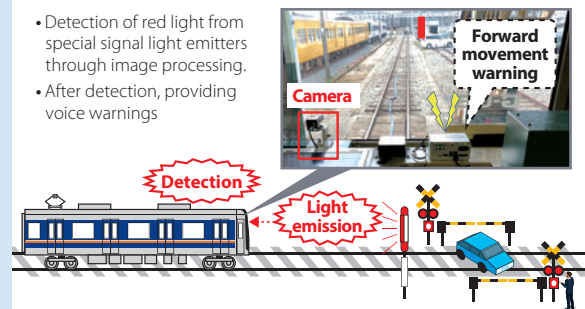 • Detection of red light from
special signal light emitters
through image processing.
• After detection, providing
voice warnings
Forward
movement
warning
Camera
Detection
Light
emission